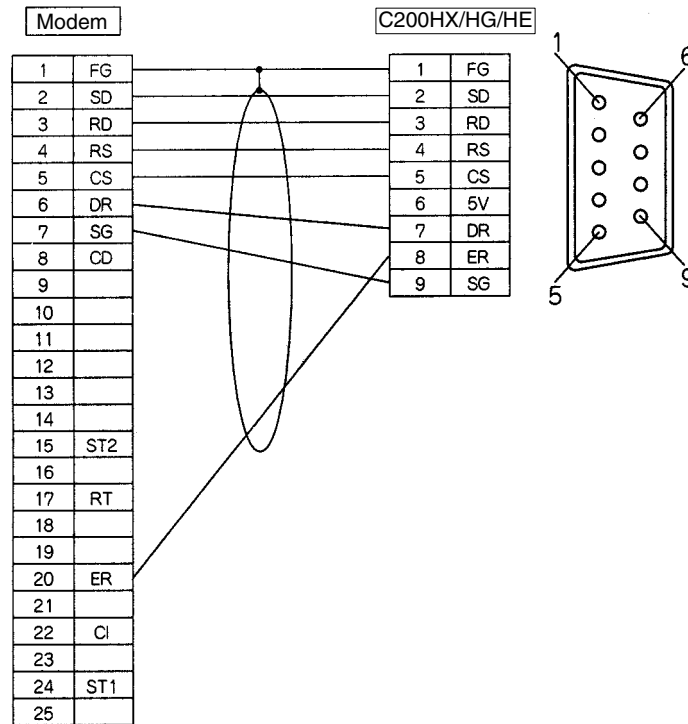 Modem
1 FG
2 SD
3 RD
4 RS
5 CS
6 DR
7 SG
8 CD
9
10
11
12
13
14
15 ST2
16
17 RT
18
19
20 ER
21
22 CI
23
24 ST1
25
C200HX/HG/HE
1 FG
2 SD
3 RD
4 RS
5 CS
6 5V
7 DR
8 ER
9 SG
1
6
5
9